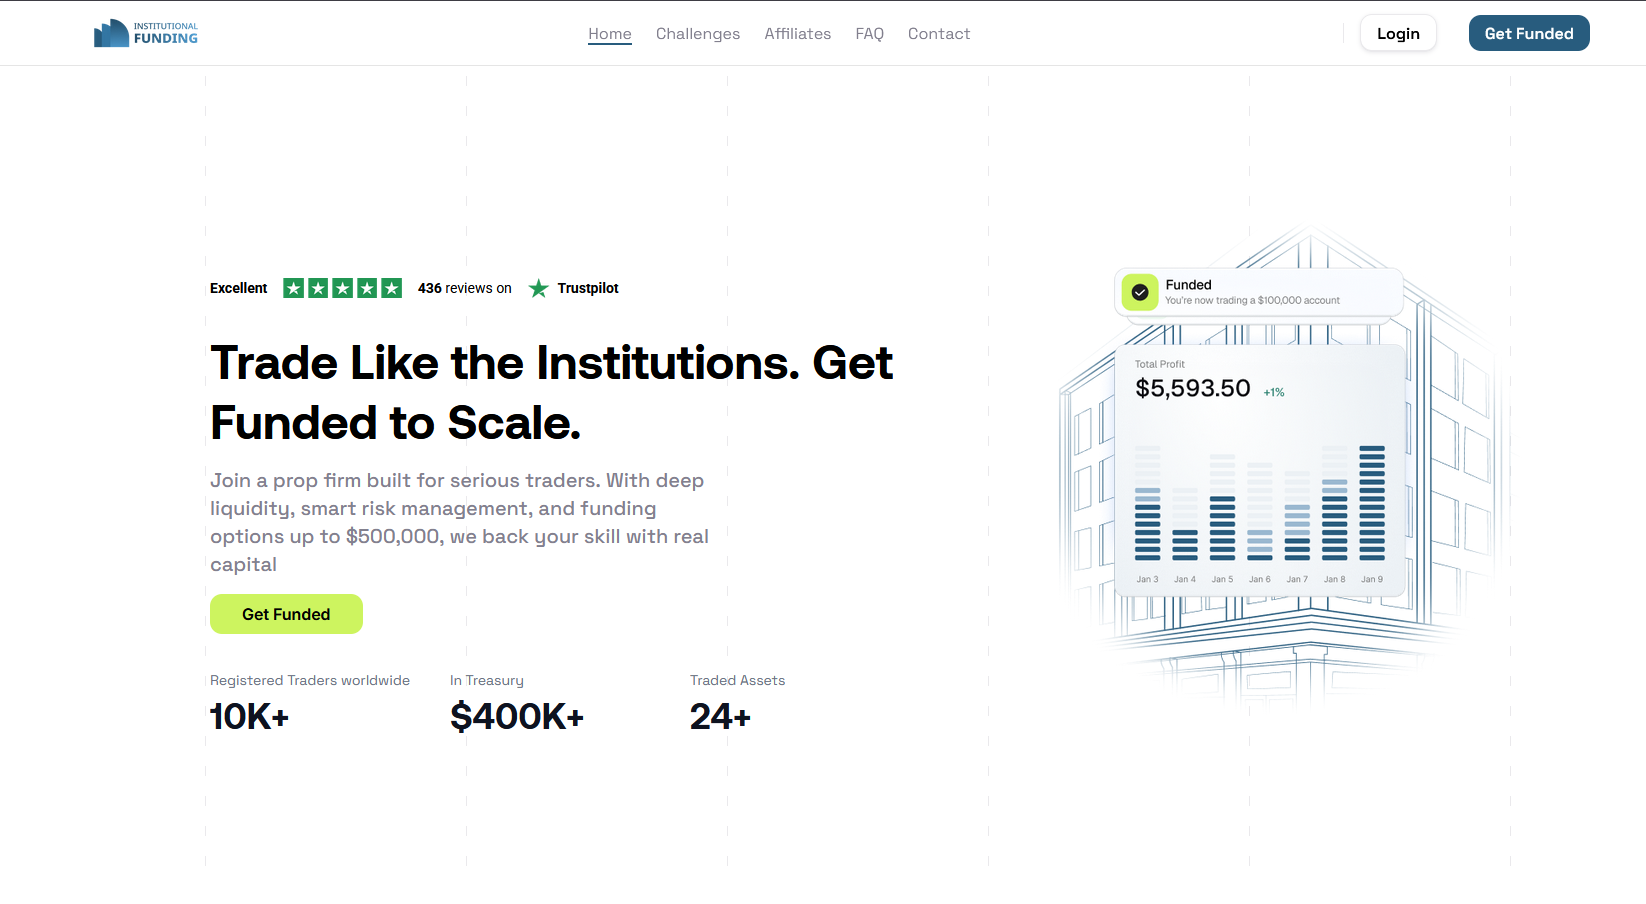 INSTITUTIONAL
FUNDING
Home Challenges Affiliates FAQ Contact
Login
Get Funded
Excellent 436 reviews on Trustpilot
Trade Like the Institutions. Get
Funded to Scale.
Join a prop firm built for serious traders. With deep
liquidity, smart risk management, and funding
options up to $500,000, we back your skill with real
capital
Get Funded
Registered Traders worldwide
10K+
In Treasury
$400K+
Traded Assets
24+
Funded
You're now trading a $100,000 account
Total Profit
$5,593.50 +1%
Jan 3 Jan 4 Jan 5 Jan 6 Jan 7 Jan 8 Jan 9